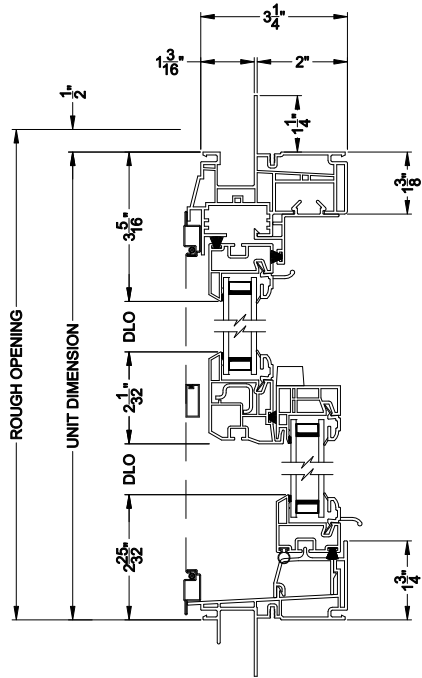 3 1/4"
1 3/16"
2"
1/2"
1 1/4"
3 5/16"
1 3/8"
DLO
ROUGH OPENING
UNIT DIMENSION
2 1/32"
DLO
2 25/32"
1 3/4"